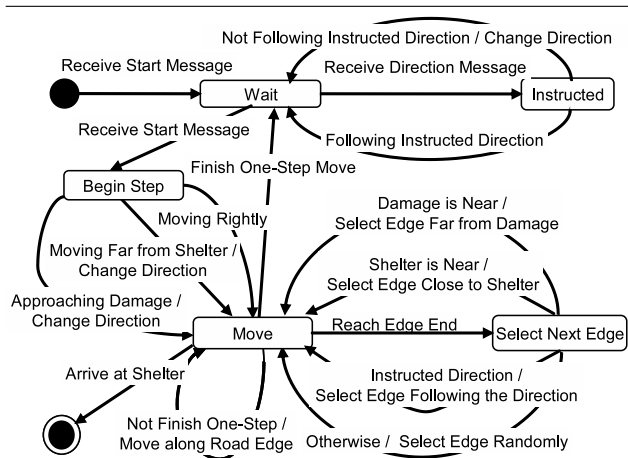 Not Following Instructed Direction / Change Direction
Receive Start Message
Receive Direction Message
Wait
Instructed
Receive Start Message
Following Instructed Direction
Finish One-Step Move
Begin Step
Moving Rightly
Damage is Near /
Select Edge Far from Damage
Moving Far from Shelter /
Change Direction
Shelter is Near /
Select Edge Close to Shelter
Approaching Damage /
Change Direction
Move
Reach Edge End
Select Next Edge
Arrive at Shelter
Instructed Direction /
Select Edge Following the Direction
Not Finish One-Step /
Move along Road Edge
Otherwise / Select Edge Randomly